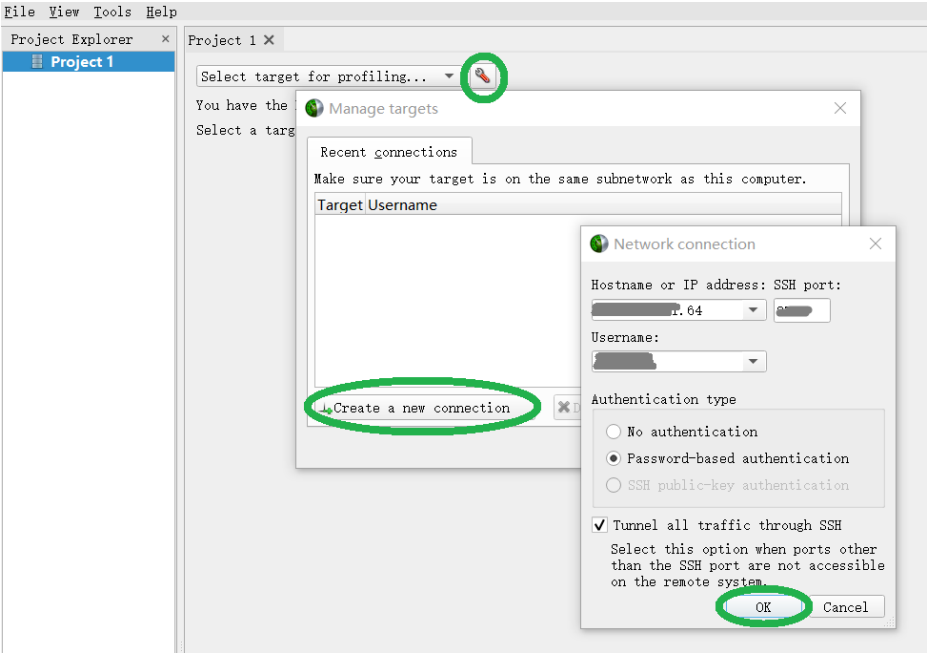 File View Tools Help
Project Explorer ×
Project 1 ×
Project 1
Select target for profiling...
You have the
Select a targ
Manage targets
Recent connections
Make sure your target is on the same subnetwork as this computer.
Target Username
Create a new connection
Network connection
Hostname or IP address: SSH port:
.64
Username:
Authentication type
No authentication
Password-based authentication
SSH public-key authentication
Tunnel all traffic through SSH
Select this option when ports other
than the SSH port are not accessible
on the remote system.
OK Cancel